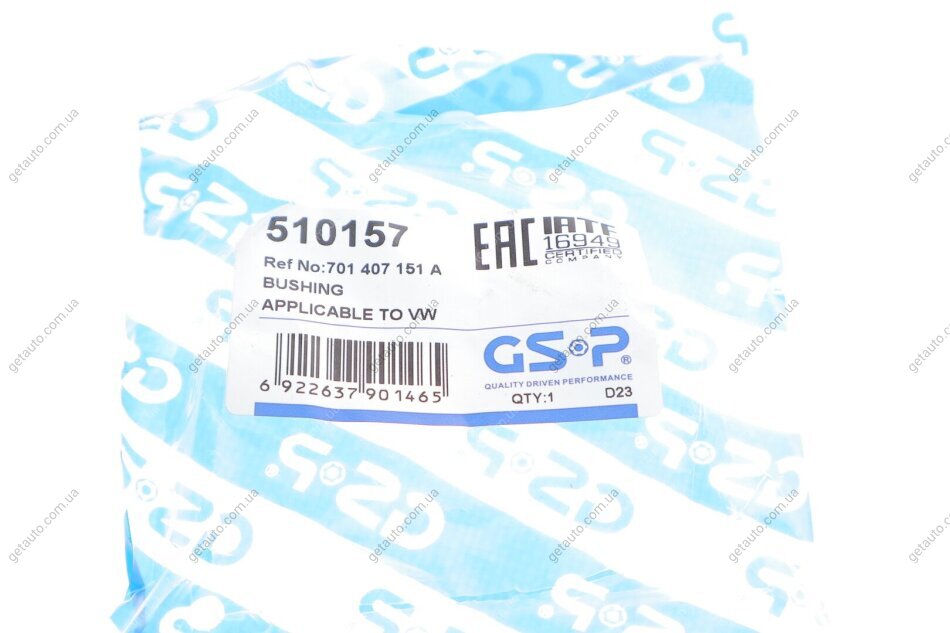 510157
Ref No:701 407 151 A
BUSHING
APPLICABLE TO VW
EAC
IATF
16949
CERTIFIED
COMPANY
GSP®
QUALITY DRIVEN PERFORMANCE
6 922637 901465
QTY:1 D23
getauto.com.ua